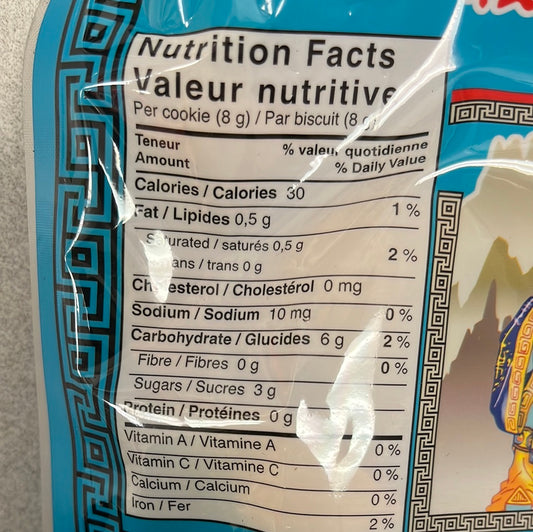 Nutrition Facts
Valeur nutritive
Per cookie (8 g) / Par biscuit (8 g)
Teneur % valeur quotidienne
Amount % Daily Value
Calories / Calories 30
Fat / Lipides 0,5 g 1 %
Saturated / saturés 0,5 g
trans / trans 0 g 2 %
Cholesterol / Cholestérol 0 mg
Sodium / Sodium 10 mg 0 %
Carbohydrate / Glucides 6 g 2 %
Fibre / Fibres 0 g 0 %
Sugars / Sucres 3 g
Protein / Protéines 0 g
Vitamin A / Vitamine A 0 %
Vitamin C / Vitamine C 0 %
Calcium / Calcium 0 %
Iron / Fer 2 %